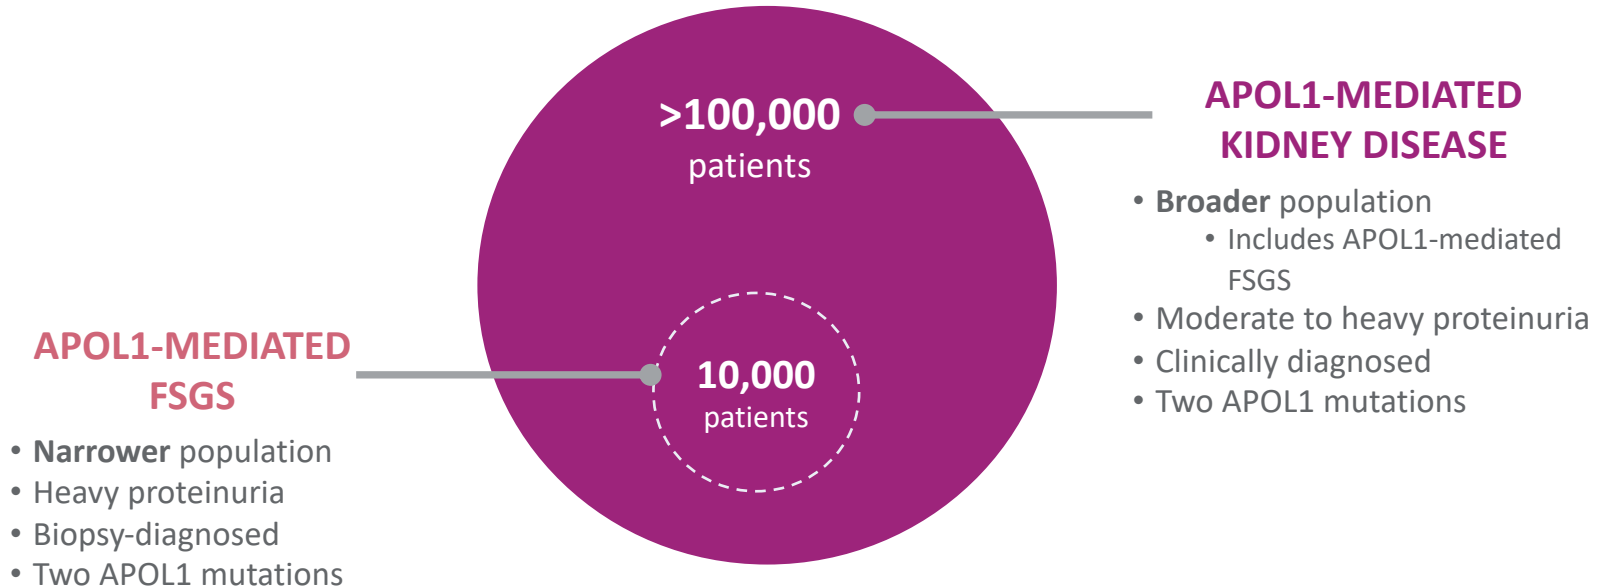 >100,000
patients
APOL1-MEDIATED
KIDNEY DISEASE
• Broader population
• Includes APOL1-mediated
FSGS
• Moderate to heavy proteinuria
• Clinically diagnosed
• Two APOL1 mutations
APOL1-MEDIATED
FSGS
• Narrower population
• Heavy proteinuria
• Biopsy-diagnosed
• Two APOL1 mutations
10,000
patients